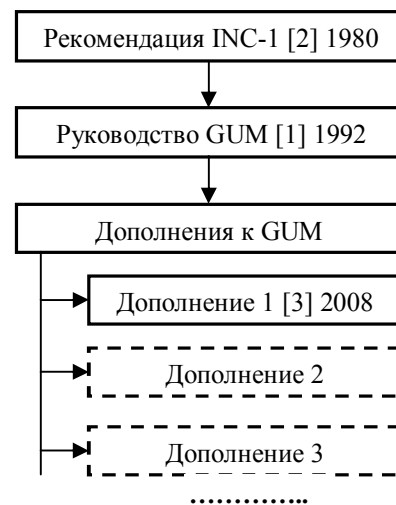 Рекомендация INC-1 [2] 1980
Руководство GUM [1] 1992
Дополнения к GUM
Дополнение 1 [3] 2008
Дополнение 2
Дополнение 3
…………..